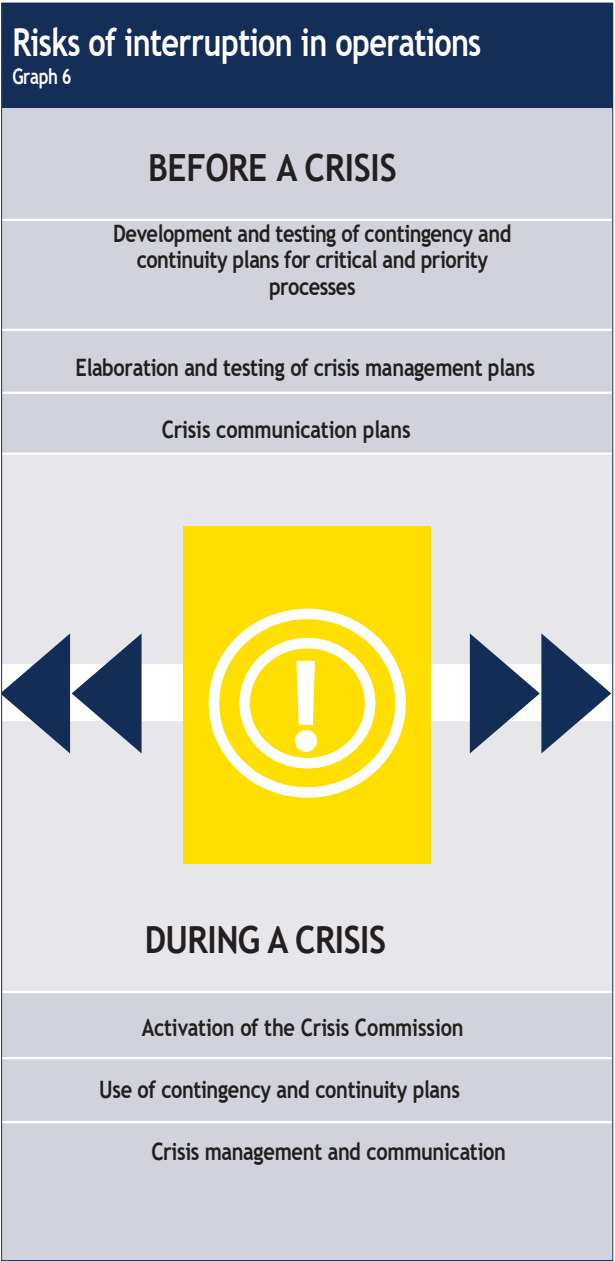 Risks of interruption in operations
Graph 6
BEFORE A CRISIS
Development and testing of contingency and
continuity plans for critical and priority
processes
Elaboration and testing of crisis management plans
Crisis communication plans
!
DURING A CRISIS
Activation of the Crisis Commission
Use of contingency and continuity plans
Crisis management and communication